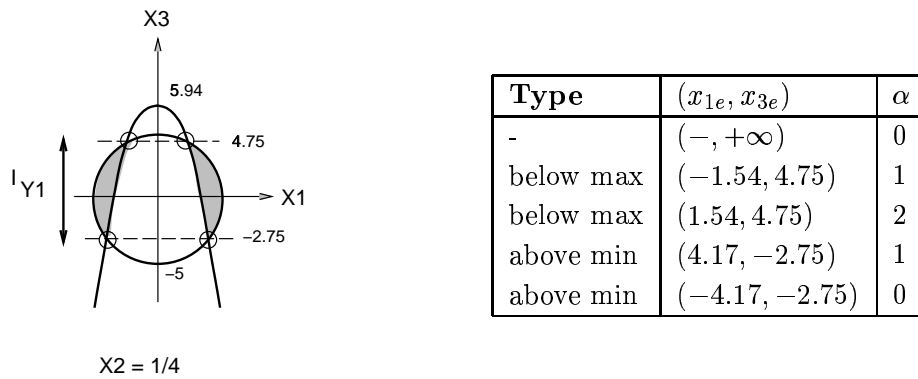 X3
5.94
4.75
I Y1
X1
−2.75
−5
X2 = 1/4
Type (x1e, x3e) α
- (−, +∞) 0
below max (−1.54, 4.75) 1
below max (1.54, 4.75) 2
above min (4.17, −2.75) 1
above min (−4.17, −2.75) 0